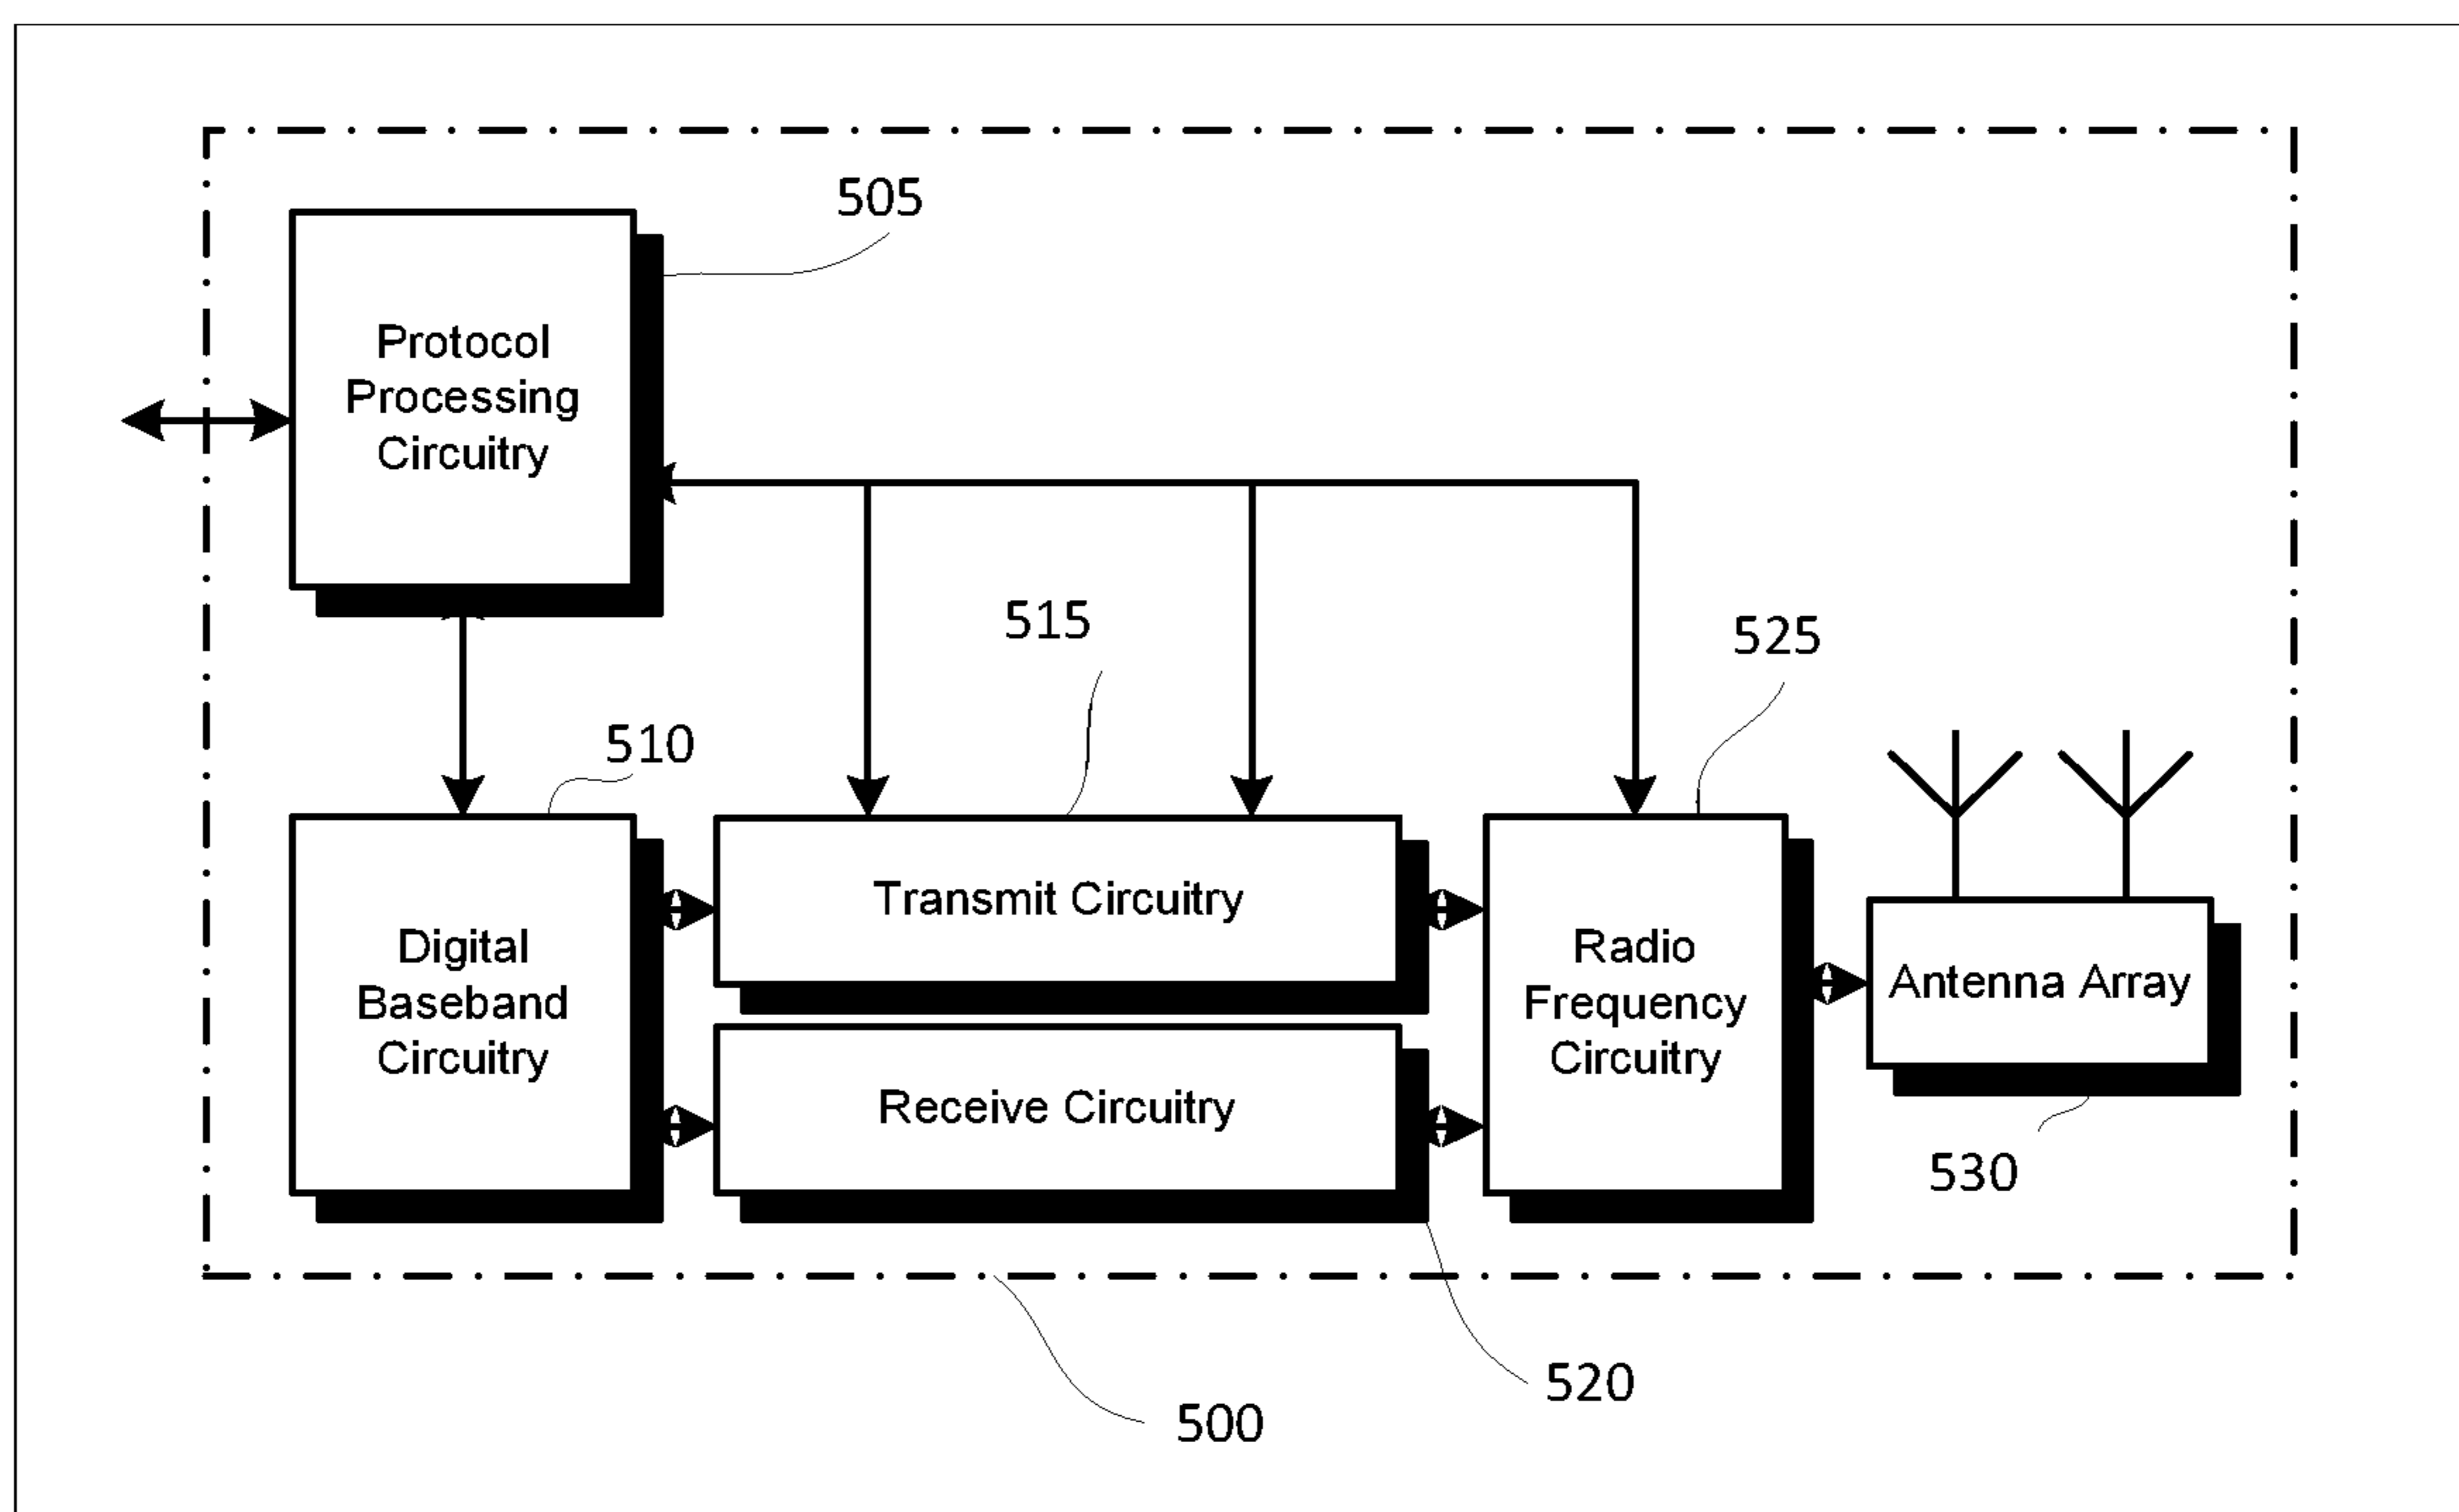 505
Protocol
Processing
Circuitry
515
525
510
Transmit Circuitry
Digital
Baseband
Circuitry
Radio
Frequency
Circuitry
Antenna Array
Receive Circuitry
530
520
500